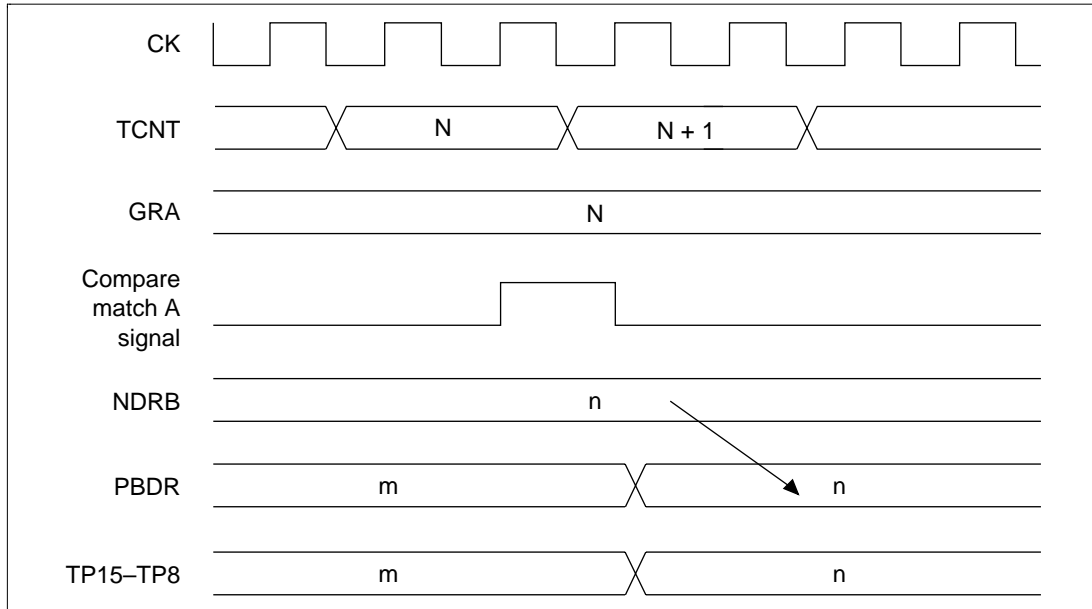 CK
TCNT N N + 1
GRA N
Compare
match A
signal
NDRB n
PBDR m n
TP15–TP8 m n